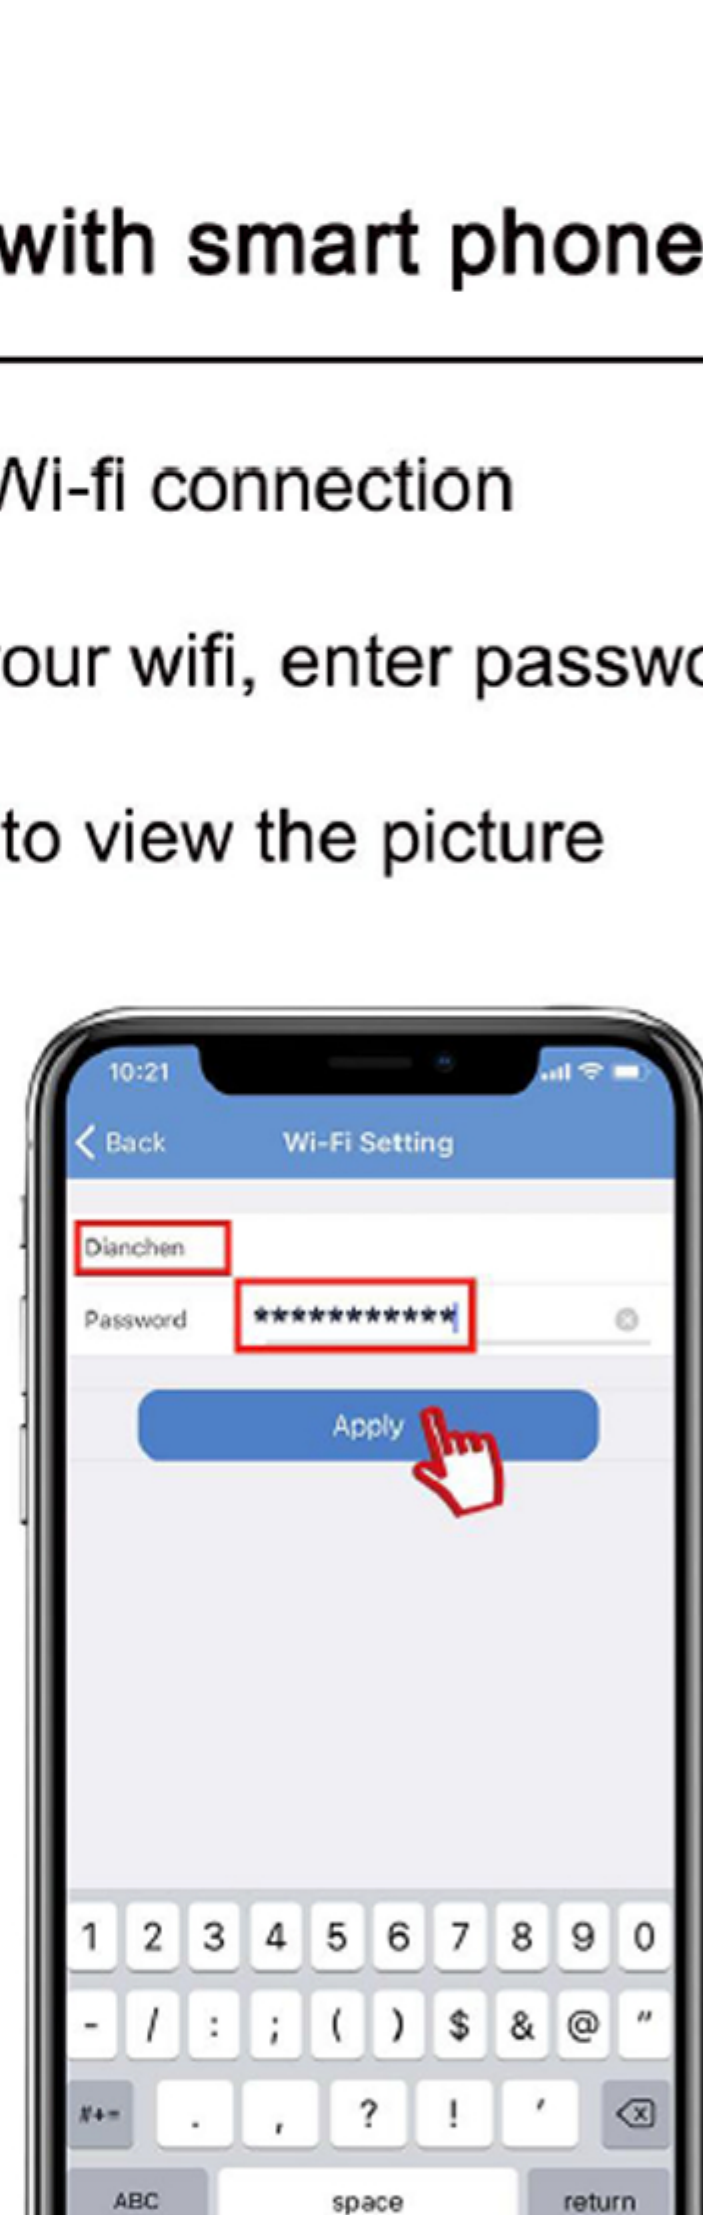 with smart phone
Wi-fi connection
our wifi, enter passwo
to view the picture
10:21
Back Wi-Fi Setting
Dianchen
Password ***********
Apply
1 2 3 4 5 6 7 8 9 0
- / : ; ( ) $ & @ "
#+= . , ? ! '
ABC space return